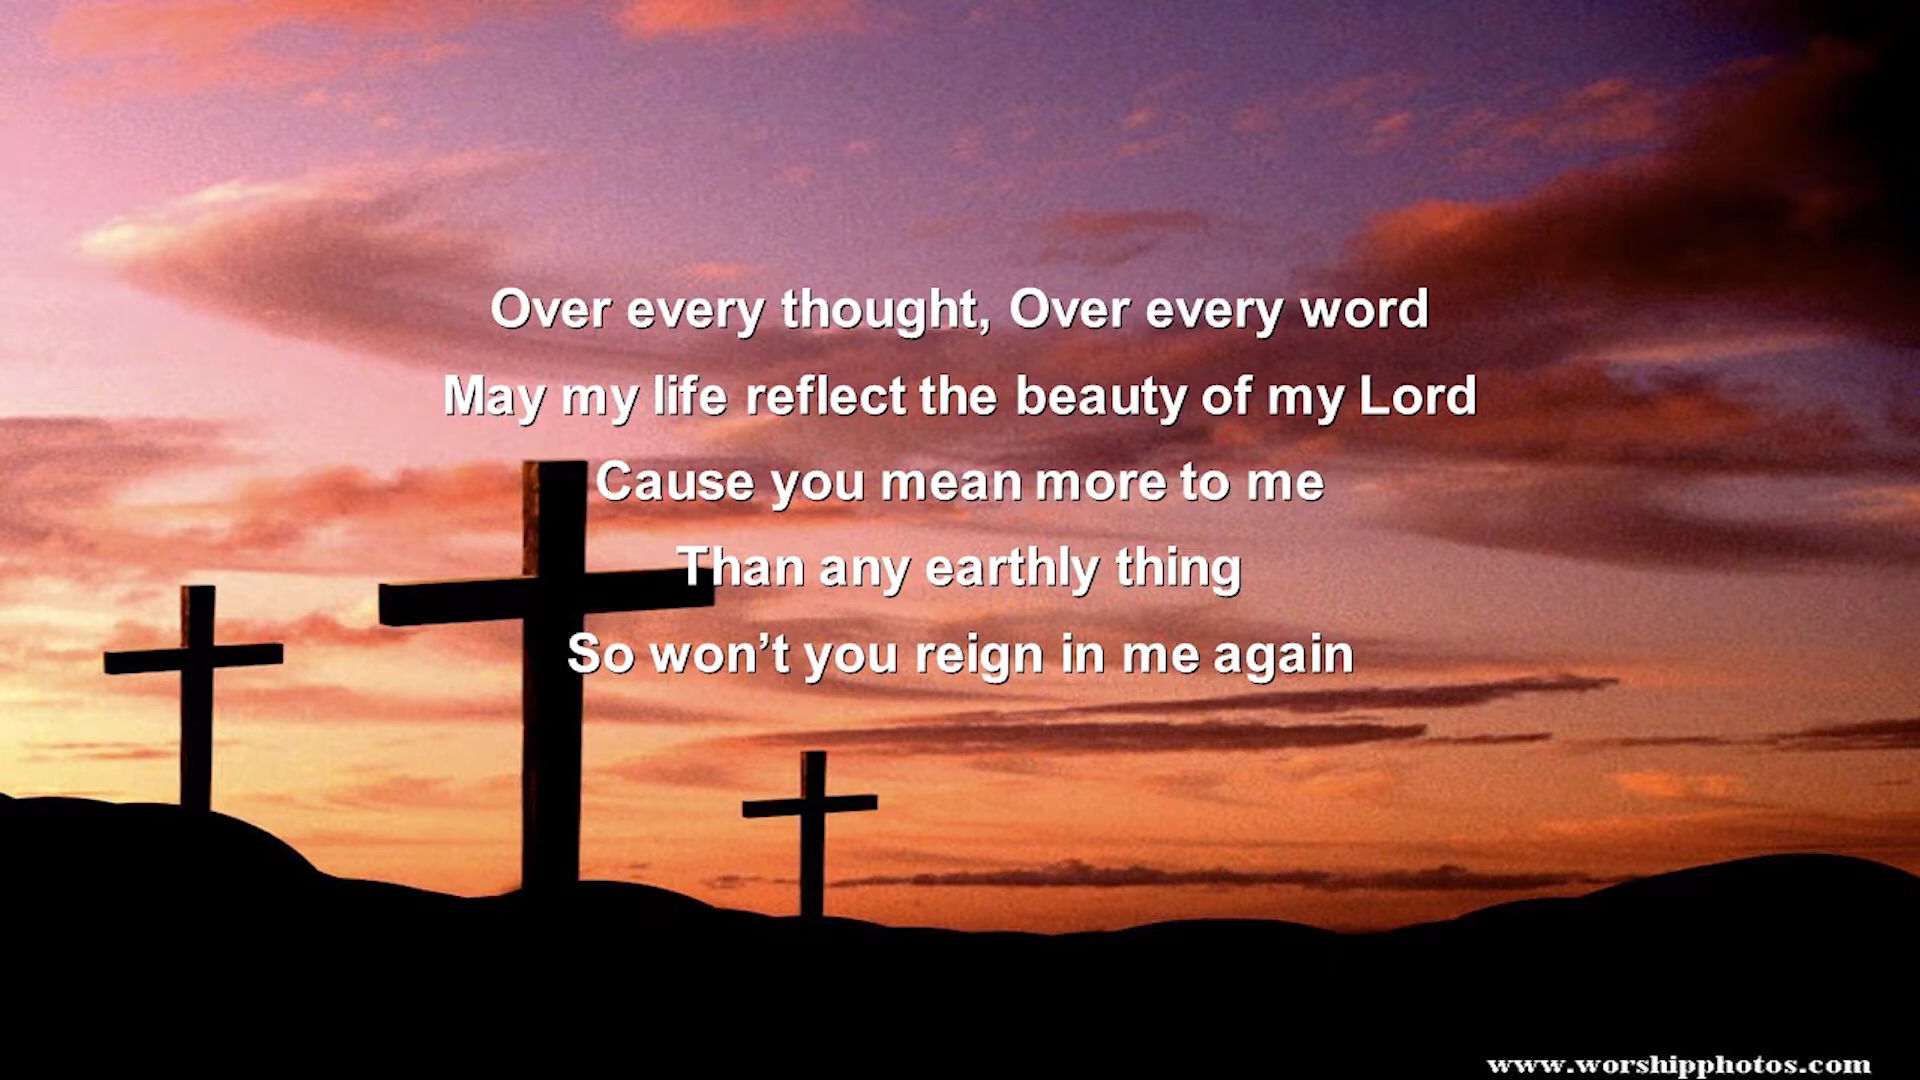 Over every thought, Over every word
May my life reflect the beauty of my Lord
Cause you mean more to me
Than any earthly thing
So won’t you reign in me again
www.worshipphotos.com